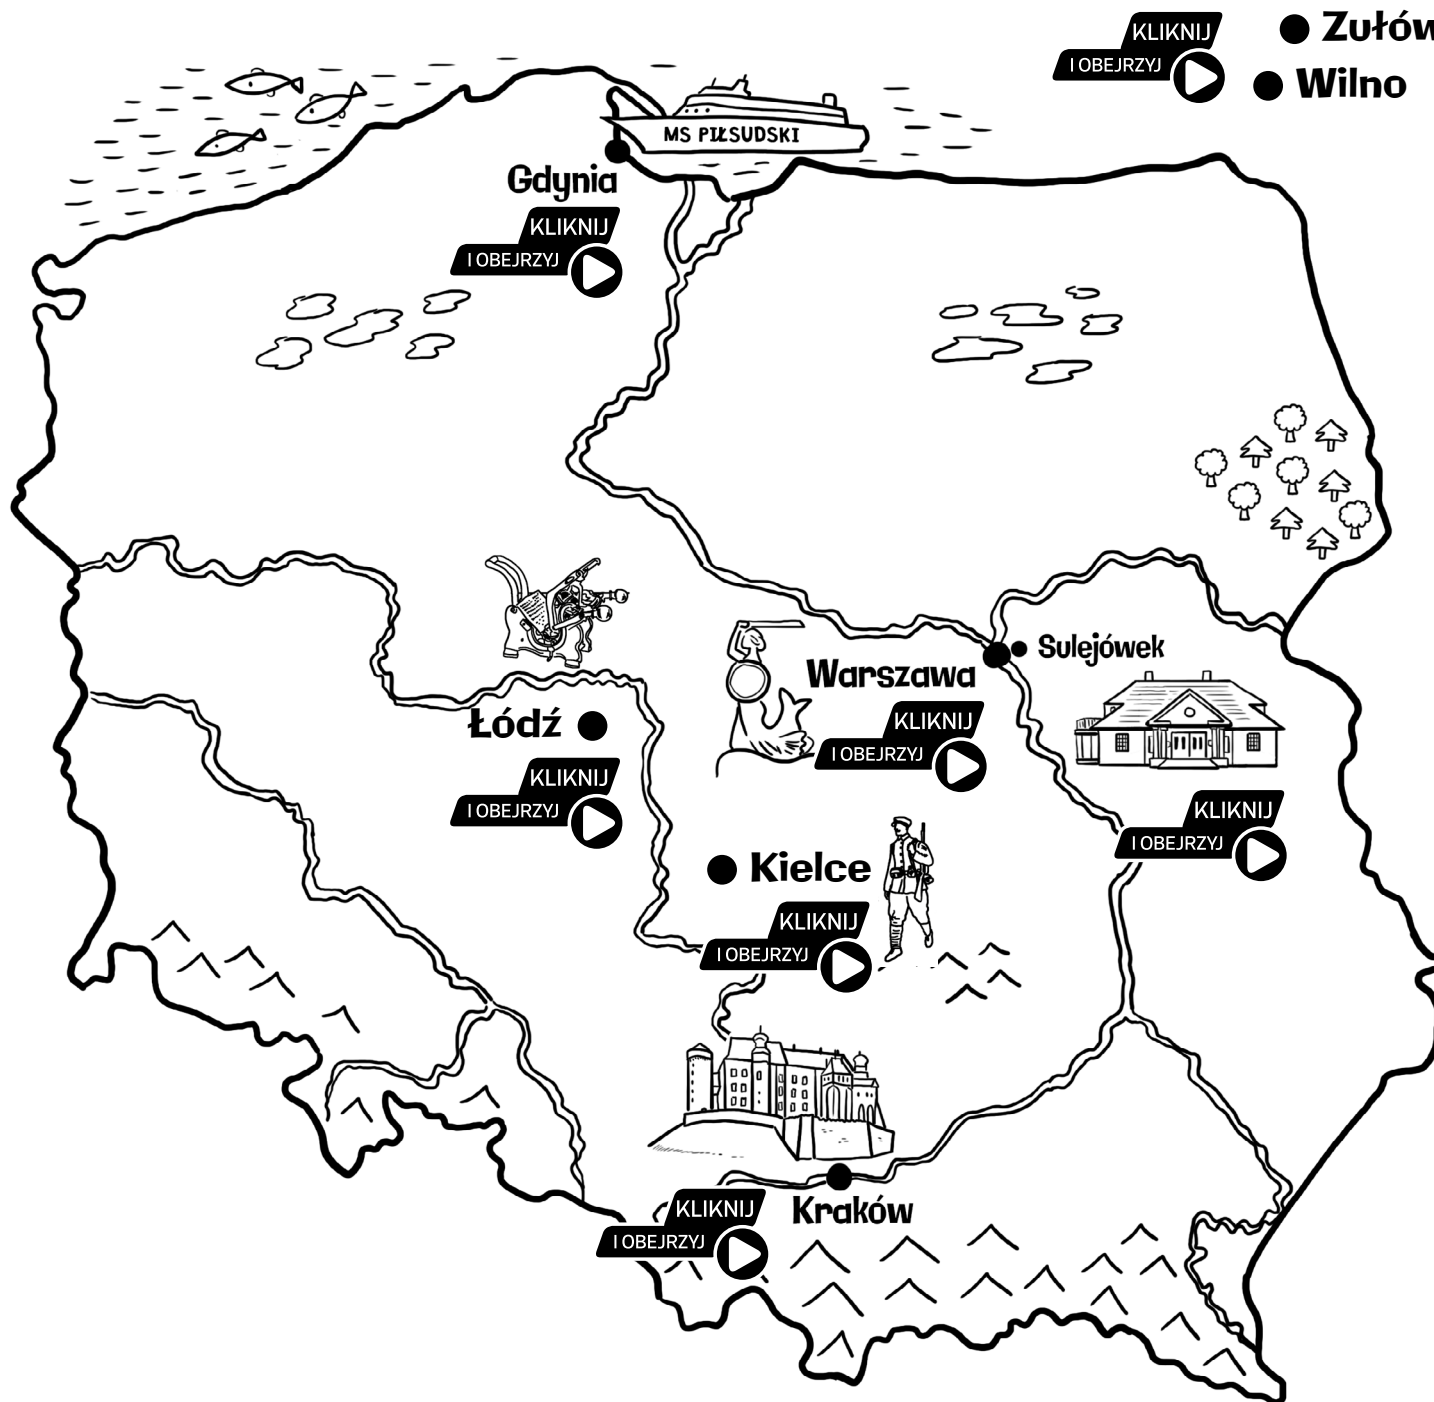 KLIKNIJ
I OBEJRZYJ
Zułów
Wilno
MS PIŁSUDSKI
Gdynia
KLIKNIJ
I OBEJRZYJ
Sulejówek
Warszawa
KLIKNIJ
I OBEJRZYJ
Łódź
KLIKNIJ
I OBEJRZYJ
KLIKNIJ
I OBEJRZYJ
Kielce
KLIKNIJ
I OBEJRZYJ
Kraków
KLIKNIJ
I OBEJRZYJ